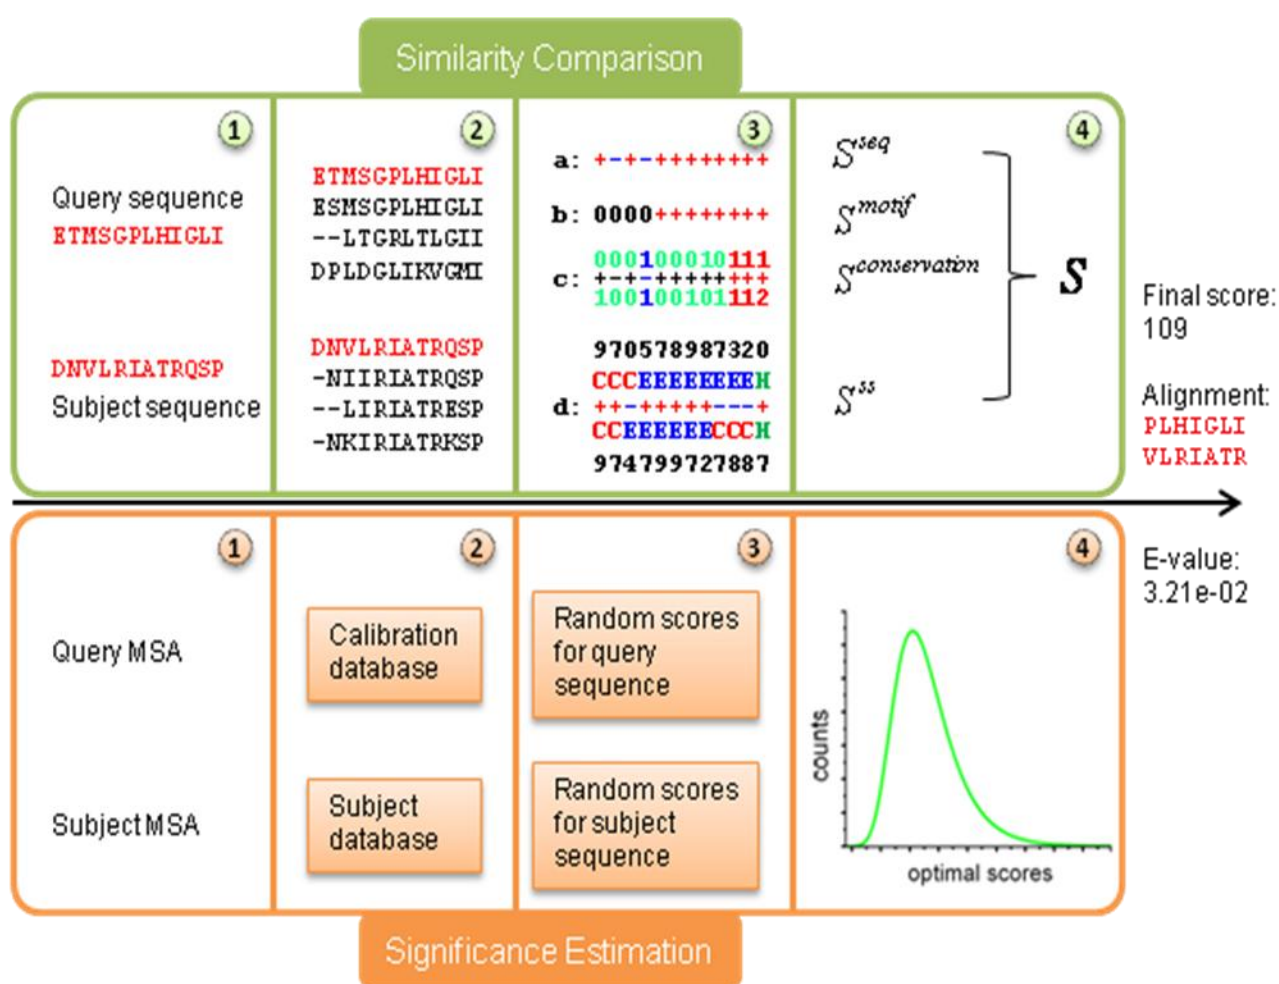 Similarity Comparison
1
Query sequence
ETMSGPLHIGLI
DNVLRIATRQSP
Subject sequence
2
ETMSGPLHIGLI
ESMSGPLHIGLI
--LTGRLTLGII
DPLDGLIKVGMI
DNVLRIATRQSP
-NIIRIATRQSP
--LIRIATRESP
-NKIRIATRKSP
3
a: +-+-++++++++
b: 0000++++++++
000100010111
c: +-+-++++++++
100100101112
970578987320
CCCEEEEEEEEH
d: ++-+++++---+
CCEEEEEECCCH
974799727887
4
S^seq
S^motif
S^conservation
S^ss
S
Final score:
109
Alignment:
PLHIGLI
VLRIATR
1
Query MSA
Subject MSA
2
Calibration
database
Subject
database
3
Random scores
for query
sequence
Random scores
for subject
sequence
4
counts
optimal scores
E-value:
3.21e-02
Significance Estimation